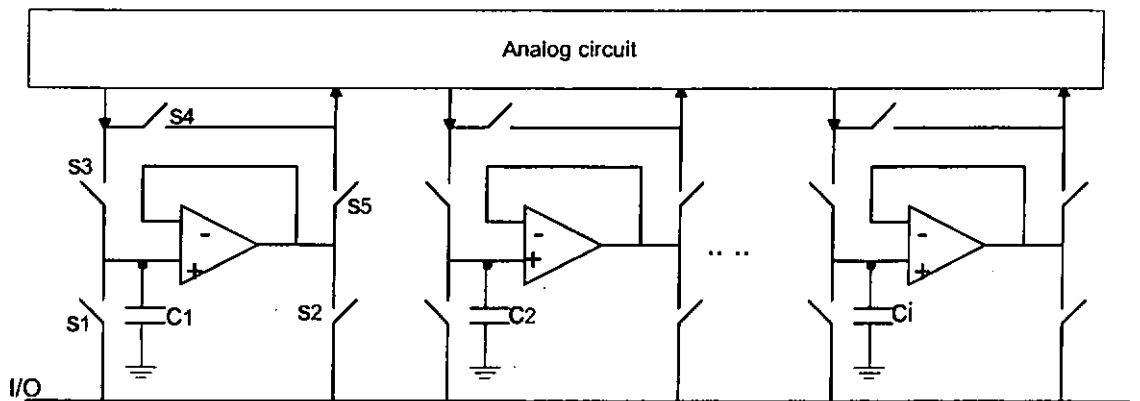 Analog circuit
S4
S3
S5
-
-
-
+
+
+
.. ..
S1
C1
S2
C2
Ci
I/O